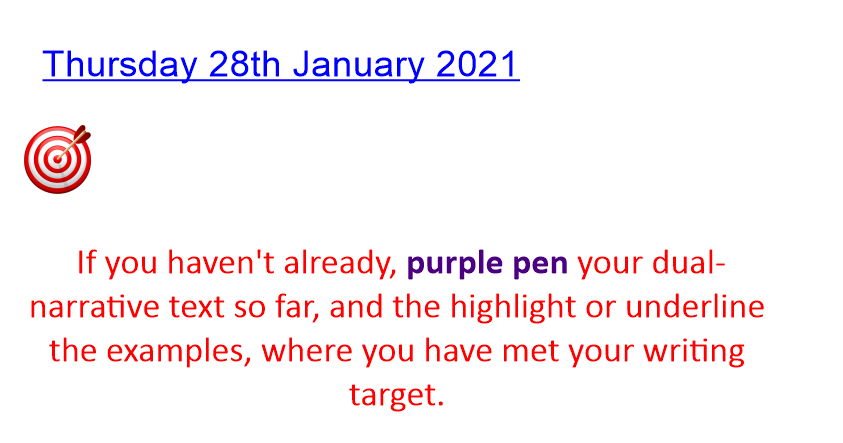 Thursday 28th January 2021
If you haven't already, purple pen your dual-
narrative text so far, and the highlight or underline
the examples, where you have met your writing
target.